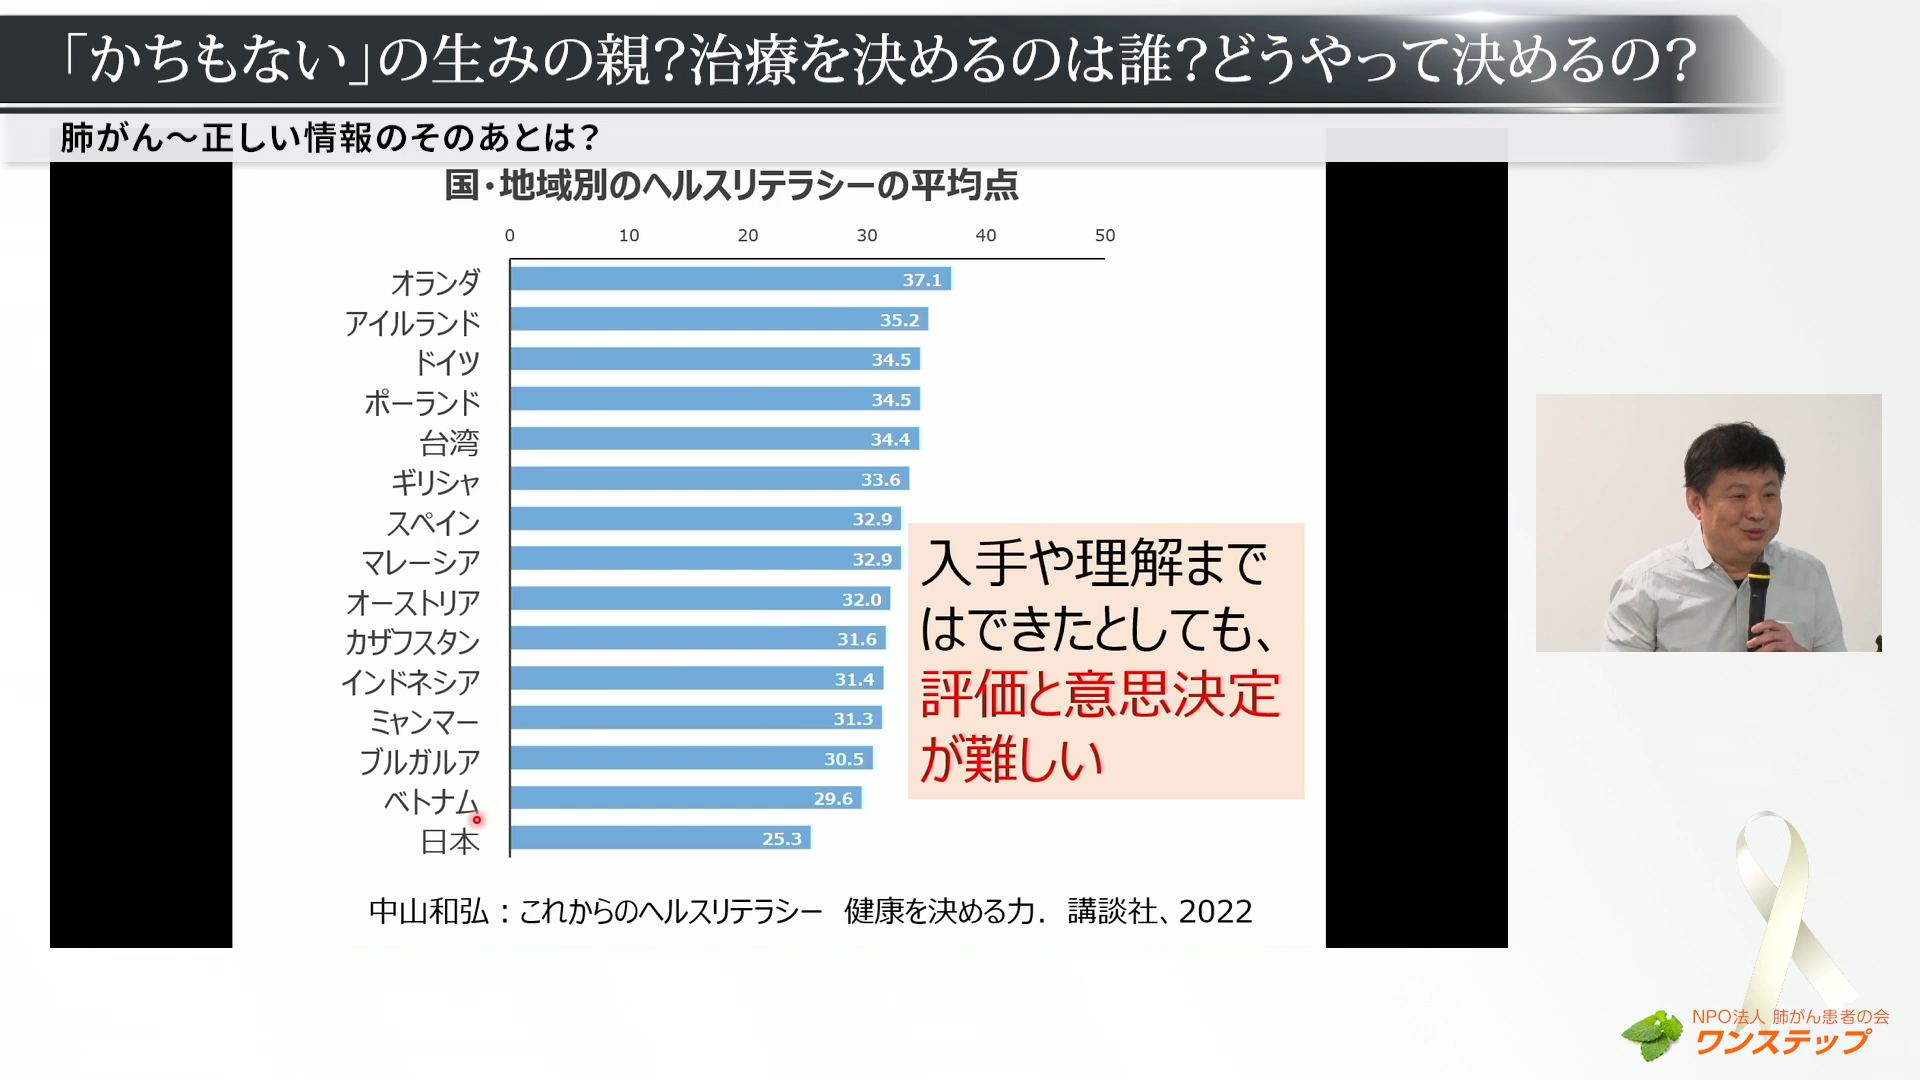 「かちもない」の生みの親?治療を決めるのは誰?どうやって決めるの?
肺がん～正しい情報のそのあとは?
国・地域別のヘルスリテラシーの平均点
0 10 20 30 40 50
オランダ 37.1
アイルランド 35.2
ドイツ 34.5
ポーランド 34.5
台湾 34.4
ギリシャ 33.6
スペイン 32.9
マレーシア 32.9
オーストリア 32.0
カザフスタン 31.6
インドネシア 31.4
ミャンマー 31.3
ブルガルア 30.5
ベトナム 29.6
日本 25.3
入手や理解まで
はできたとしても、
評価と意思決定
が難しい
中山和弘：これからのヘルスリテラシー　健康を決める力.　講談社、2022
NPO法人 肺がん患者の会
ワンステップ